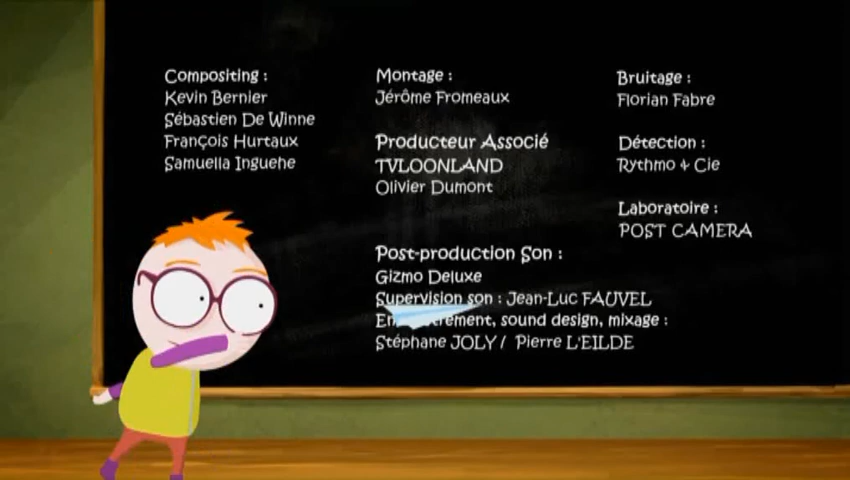 Compositing :
Kevin Bernier
Sébastien De Winne
François Hurtaux
Samuella Inguehe
Montage :
Jérôme Fromeaux
Producteur Associé
TVLOONLAND
Olivier Dumont
Post-production Son :
Gizmo Deluxe
Supervision son : Jean-Luc FAUVEL
sound design, mixage :
Stéphane JOLY / Pierre L'EILDE
Bruitage :
Florian Fabre
Détection :
Rythmo & Cie
Laboratoire :
POST CAMERA